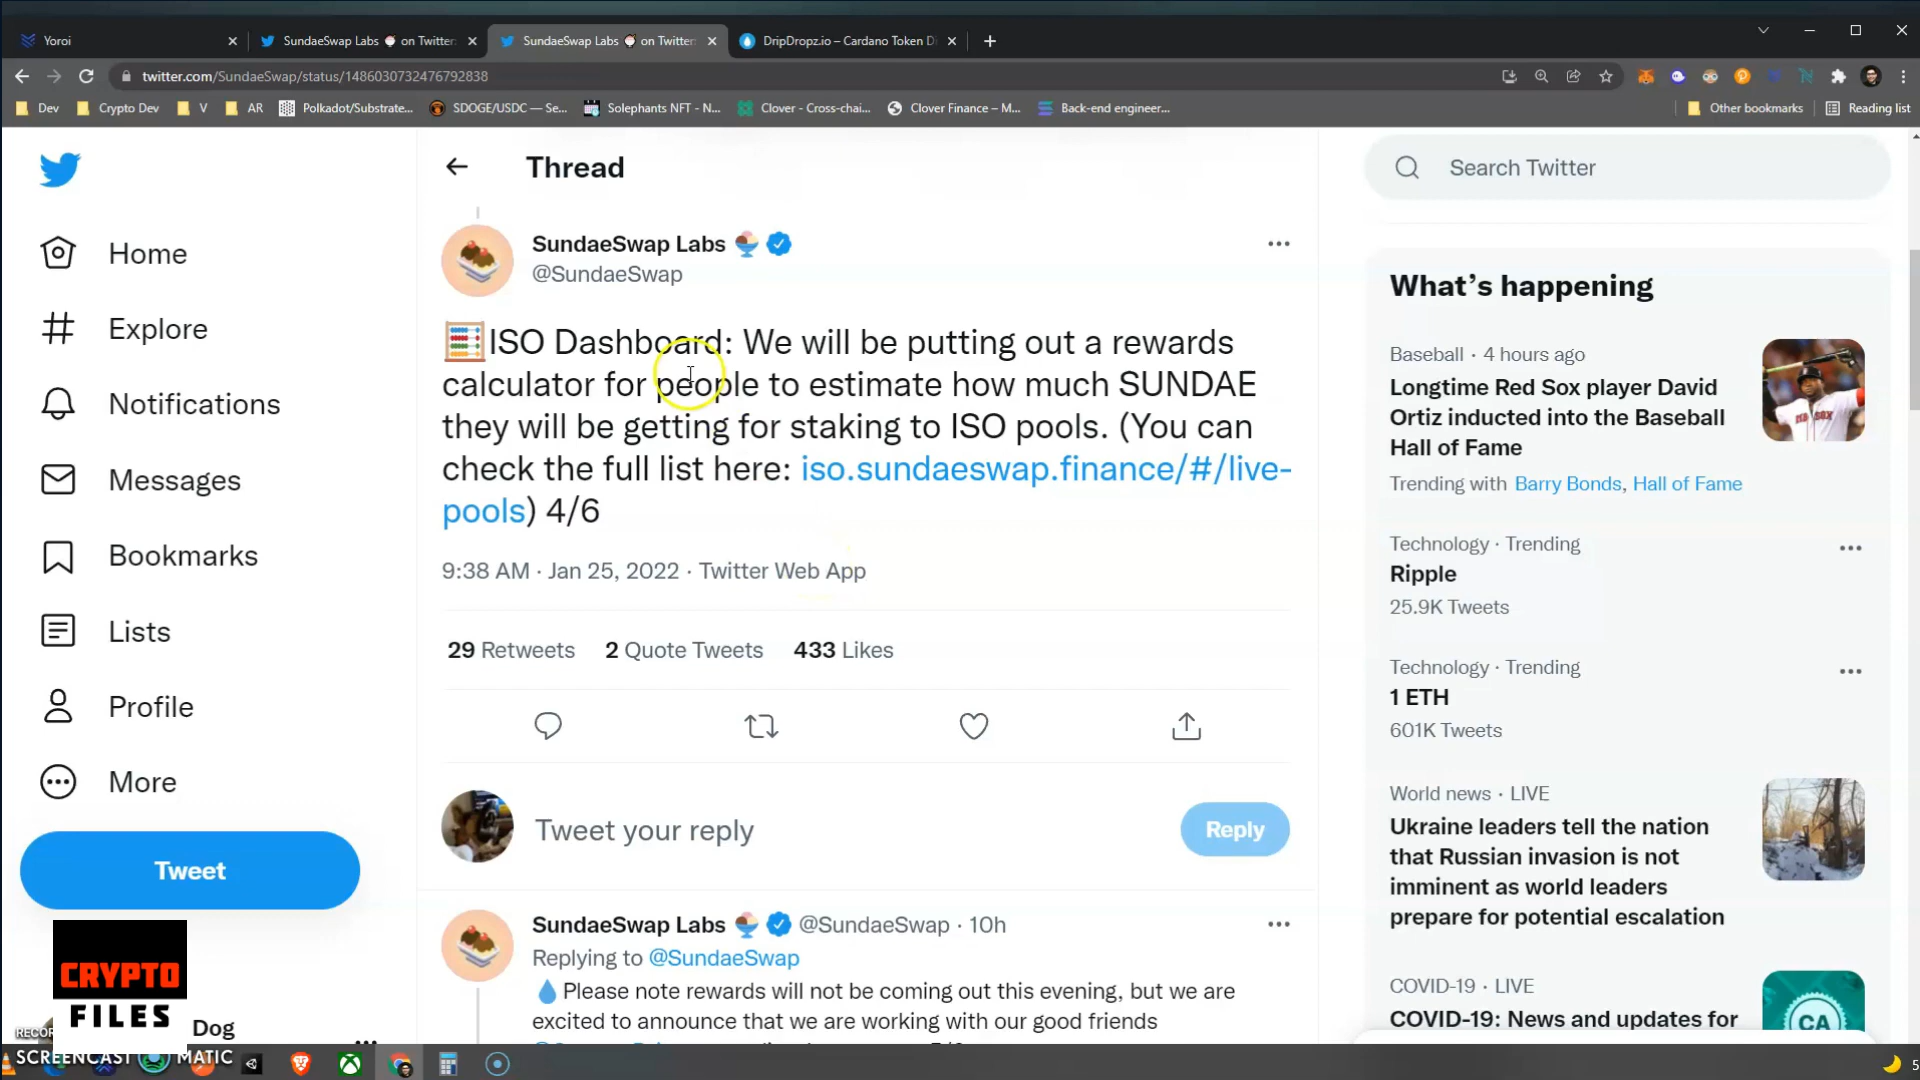 Yoroi
SundaeSwap Labs on Twitter:
SundaeSwap Labs on Twitter:
DripDropz.io – Cardano Token D
twitter.com/SundaeSwap/status/1486030732476792838
Dev
Crypto Dev
V
AR
Polkadot/Substrate...
SDOGE/USDC — Se...
Solephants NFT - N...
Clover - Cross-chai...
Clover Finance – M...
Back-end engineer...
Other bookmarks
Reading list
Home
Explore
Notifications
Messages
Bookmarks
Lists
Profile
More
Tweet
CRYPTO
FILES
Dog
SCREENCAST MATIC
Thread
SundaeSwap Labs
@SundaeSwap
ISO Dashboard: We will be putting out a rewards
calculator for people to estimate how much SUNDAE
they will be getting for staking to ISO pools. (You can
check the full list here: iso.sundaeswap.finance/#/live-
pools) 4/6
9:38 AM · Jan 25, 2022 · Twitter Web App
29 Retweets 2 Quote Tweets 433 Likes
Tweet your reply
Reply
SundaeSwap Labs @SundaeSwap · 10h
Replying to @SundaeSwap
Please note rewards will not be coming out this evening, but we are
excited to announce that we are working with our good friends
Search Twitter
What's happening
Baseball · 4 hours ago
Longtime Red Sox player David
Ortiz inducted into the Baseball
Hall of Fame
Trending with Barry Bonds, Hall of Fame
Technology · Trending
Ripple
25.9K Tweets
Technology · Trending
1 ETH
601K Tweets
World news · LIVE
Ukraine leaders tell the nation
that Russian invasion is not
imminent as world leaders
prepare for potential escalation
COVID-19 · LIVE
COVID-19: News and updates for
CA
5